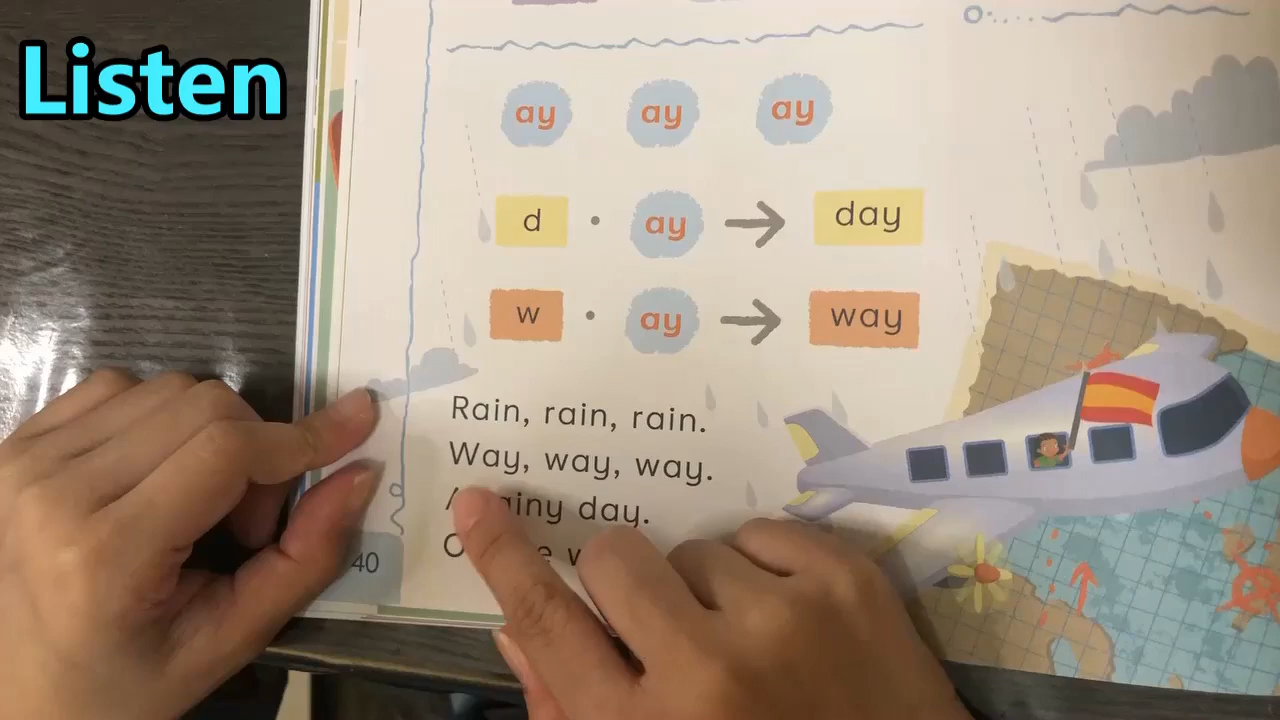 Listen
ay ay ay
d · ay → day
w · ay → way
Rain, rain, rain.
Way, way, way.
day.
40